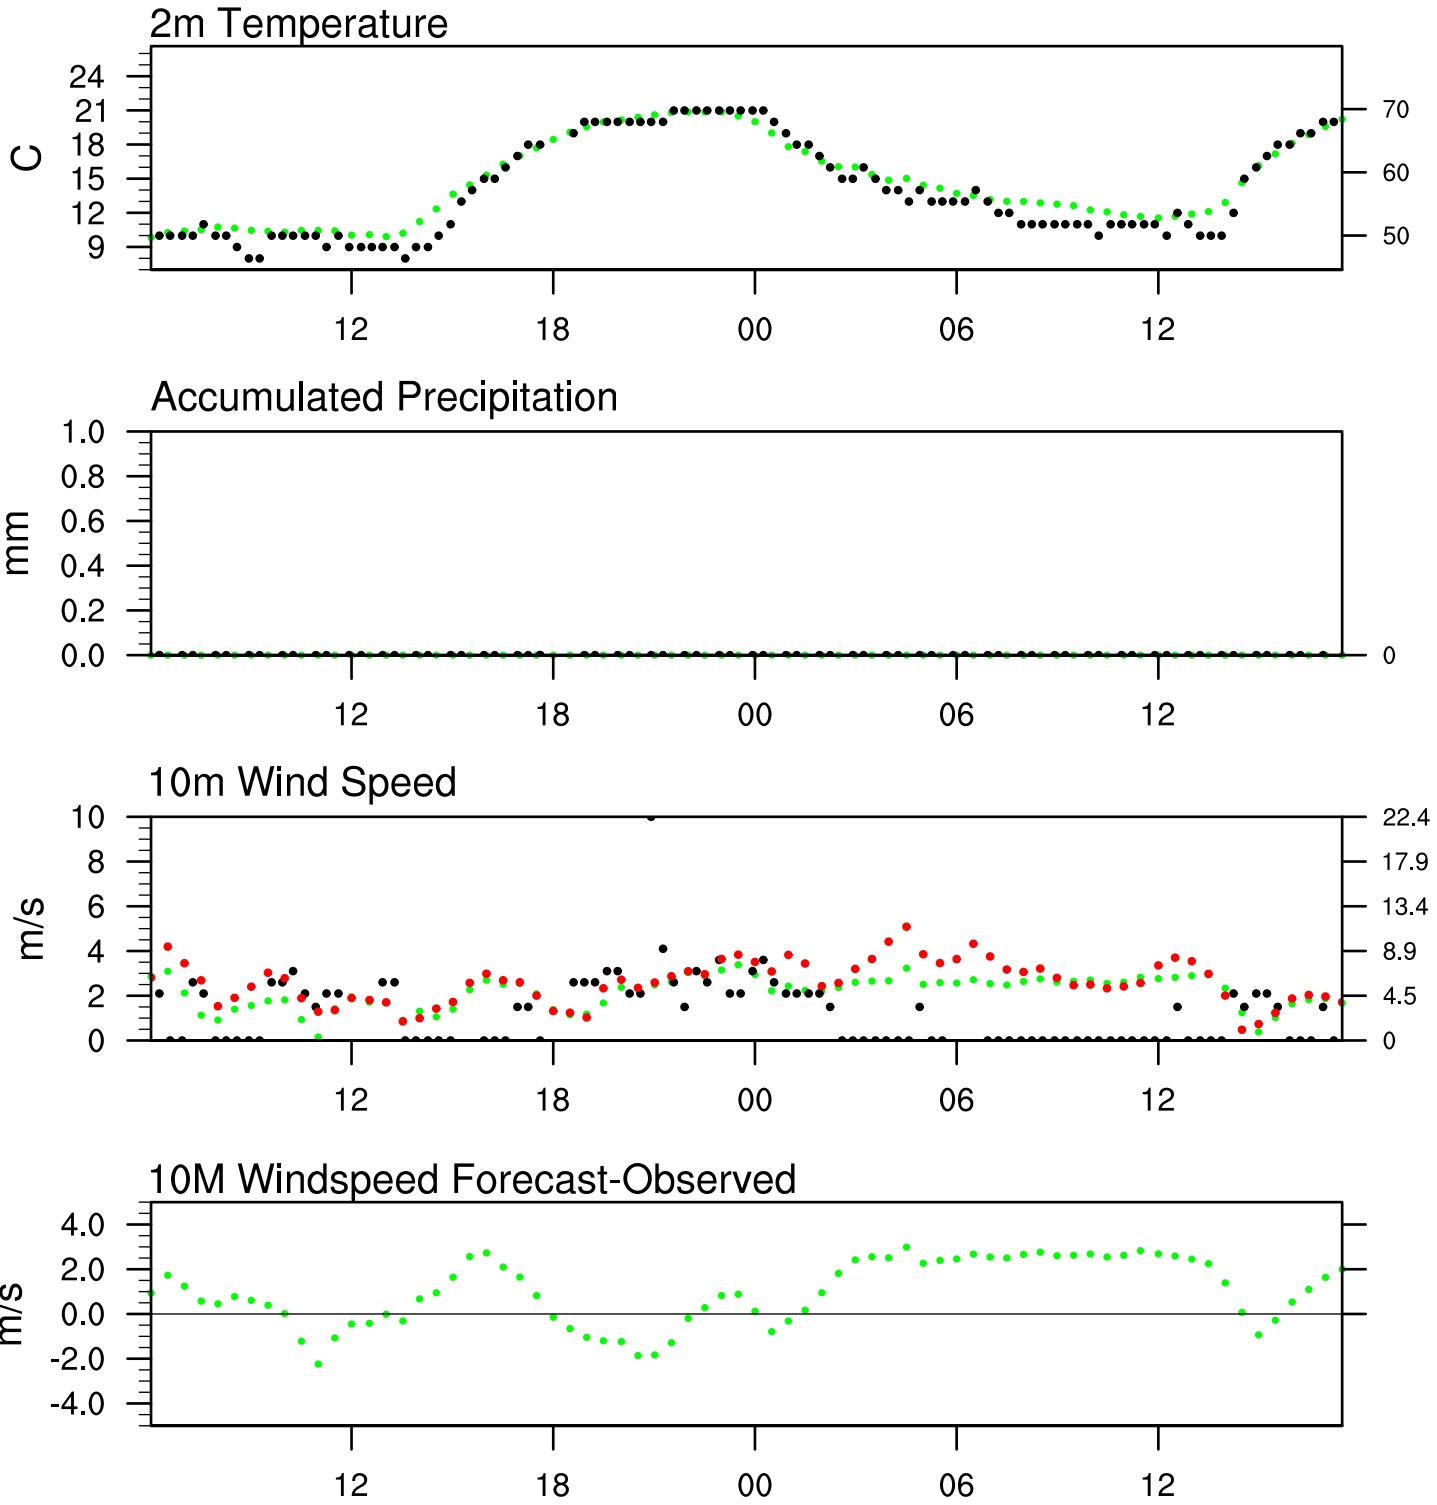 2m Temperature
24
21
18
15
12
9
C
70
60
50
12 18 00 06 12
Accumulated Precipitation
1.0
0.8
0.6
0.4
0.2
0.0
mm
0
12 18 00 06 12
10m Wind Speed
10
8
6
4
2
0
m/s
22.4
17.9
13.4
8.9
4.5
0
12 18 00 06 12
10M Windspeed Forecast-Observed
4.0
2.0
0.0
-2.0
-4.0
m/s
12 18 00 06 12